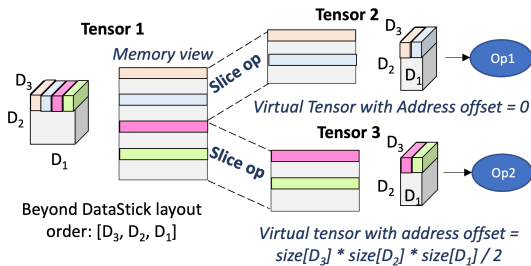 Tensor 1
Memory view
D3
D2
D1
Beyond DataStick layout
order: [D3, D2, D1]
Slice op
Slice op
Tensor 2
D3
D2
D1
Op1
Virtual Tensor with Address offset = 0
Tensor 3
D3
D2
D1
Op2
Virtual tensor with address offset =
size[D3] * size[D2] * size[D1] / 2